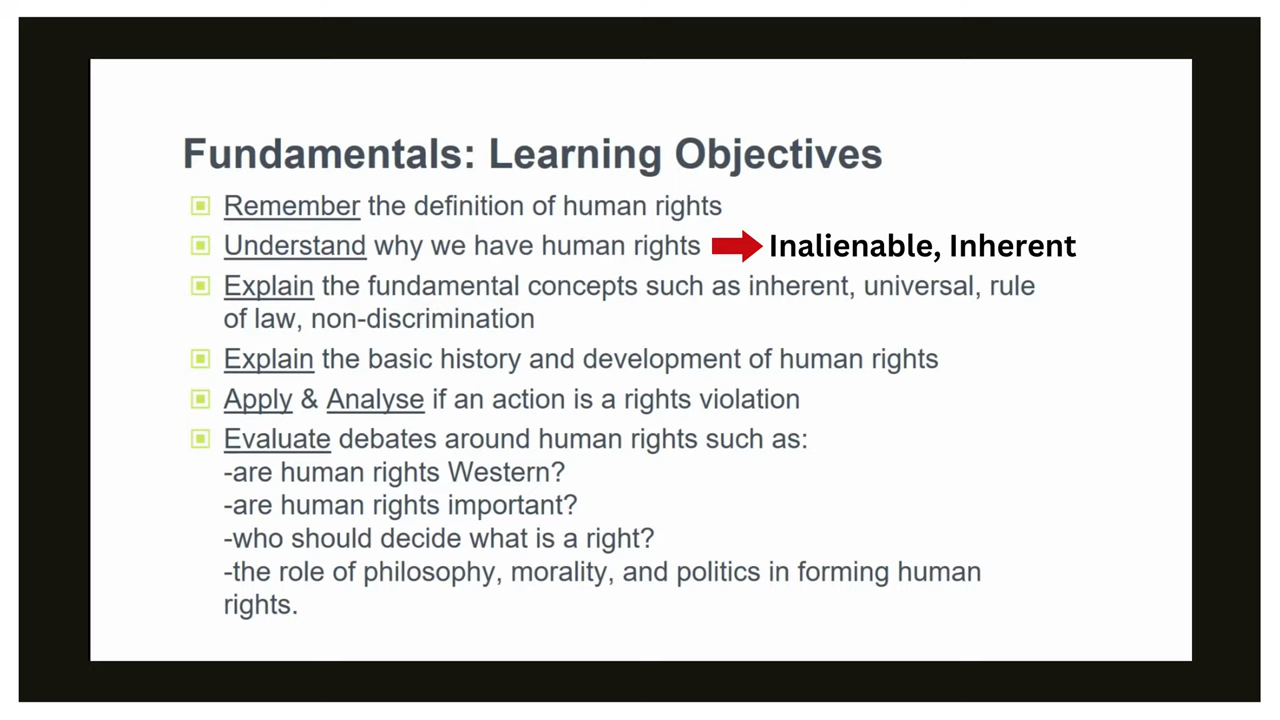 Fundamentals: Learning Objectives
Remember the definition of human rights
Understand why we have human rights Inalienable, Inherent
Explain the fundamental concepts such as inherent, universal, rule
of law, non-discrimination
Explain the basic history and development of human rights
Apply & Analyse if an action is a rights violation
Evaluate debates around human rights such as:
-are human rights Western?
-are human rights important?
-who should decide what is a right?
-the role of philosophy, morality, and politics in forming human
rights.